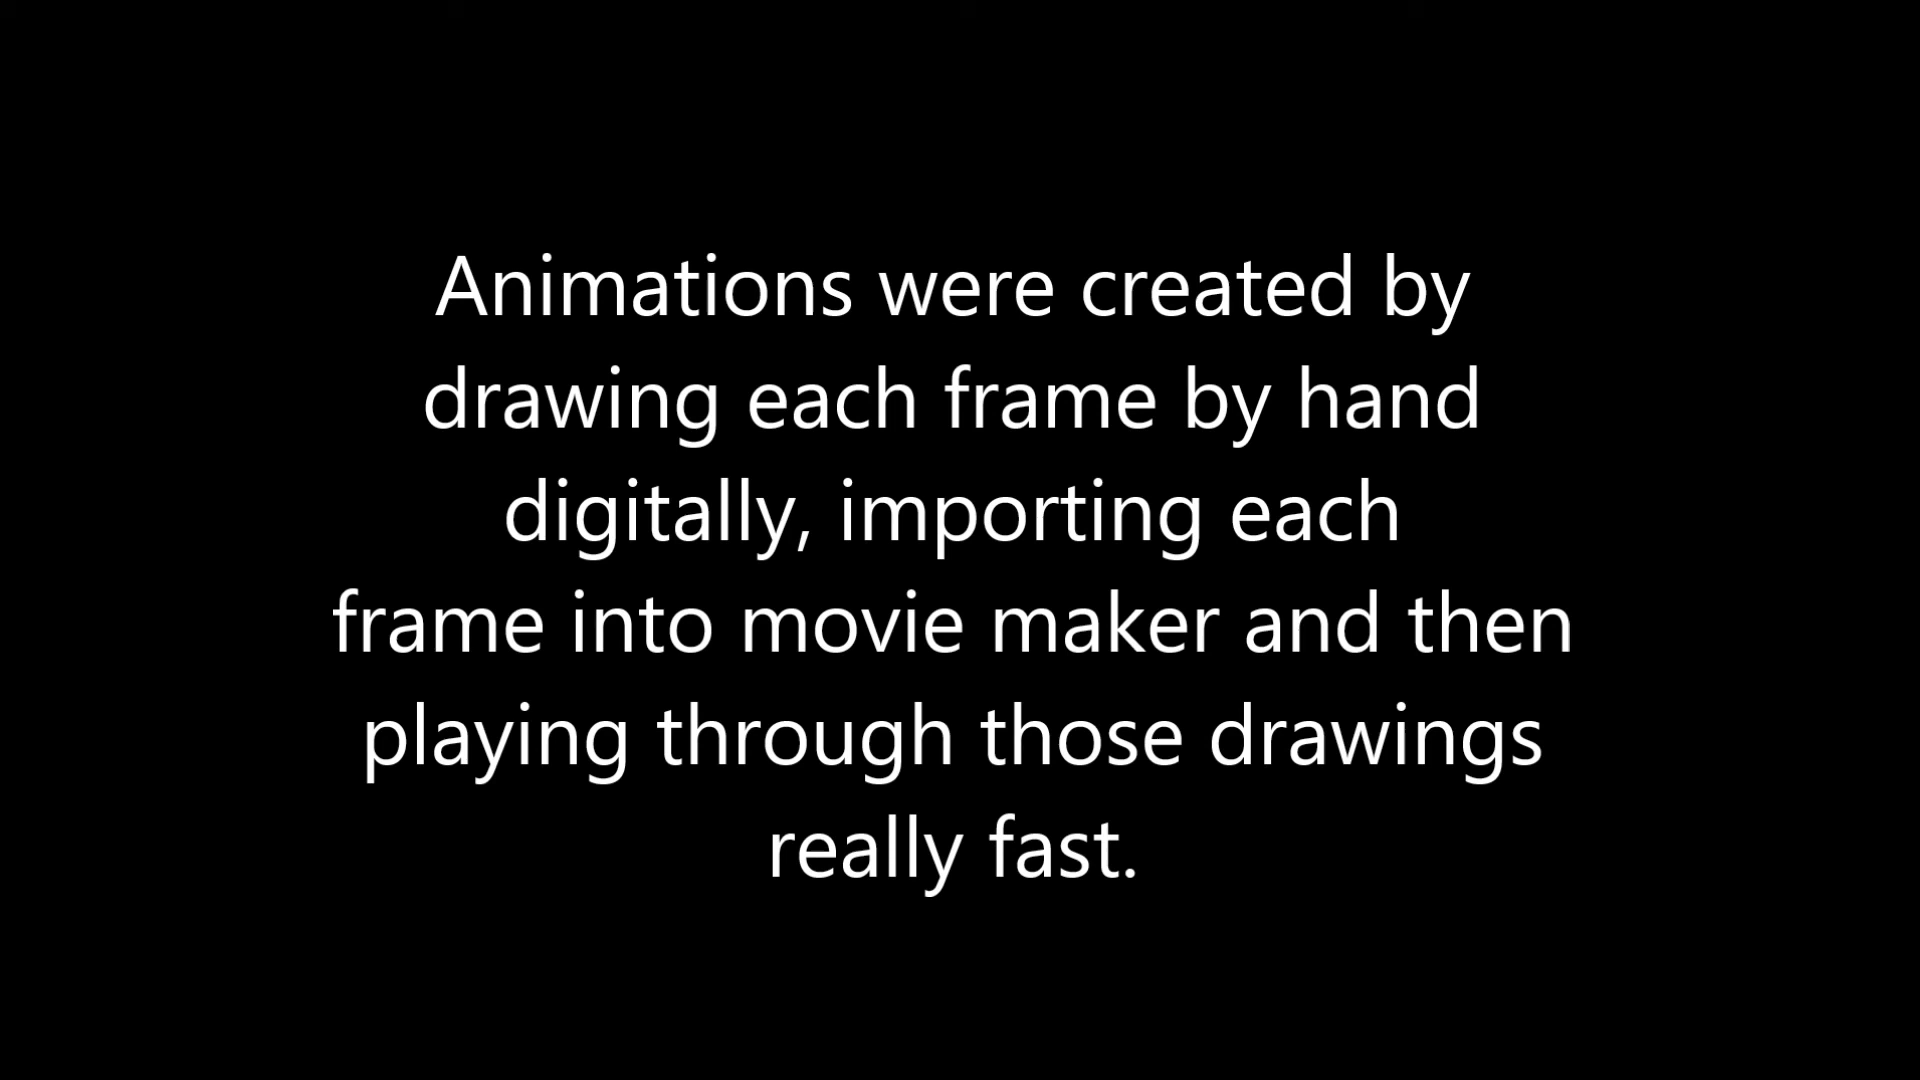 Animations were created by
drawing each frame by hand
digitally, importing each
frame into movie maker and then
playing through those drawings
really fast.